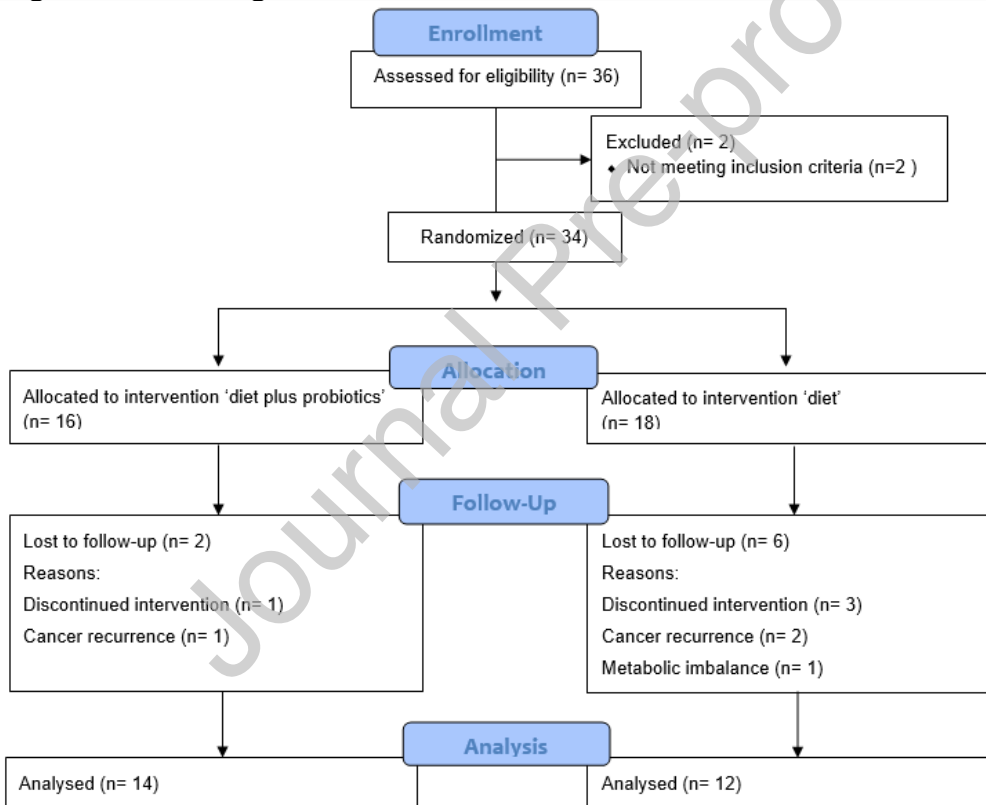 Enrollment
Assessed for eligibility (n= 36)
Excluded (n= 2)
⬥ Not meeting inclusion criteria (n=2 )
Randomized (n= 34)
Allocation
Allocated to intervention ‘diet plus probiotics’
(n= 16)
Allocated to intervention ‘diet’
(n= 18)
Follow-Up
Lost to follow-up (n= 2)
Reasons:
Discontinued intervention (n= 1)
Cancer recurrence (n= 1)
Lost to follow-up (n= 6)
Reasons:
Discontinued intervention (n= 3)
Cancer recurrence (n= 2)
Metabolic imbalance (n= 1)
Analysis
Analysed (n= 14)
Analysed (n= 12)
Journal Pre-pro